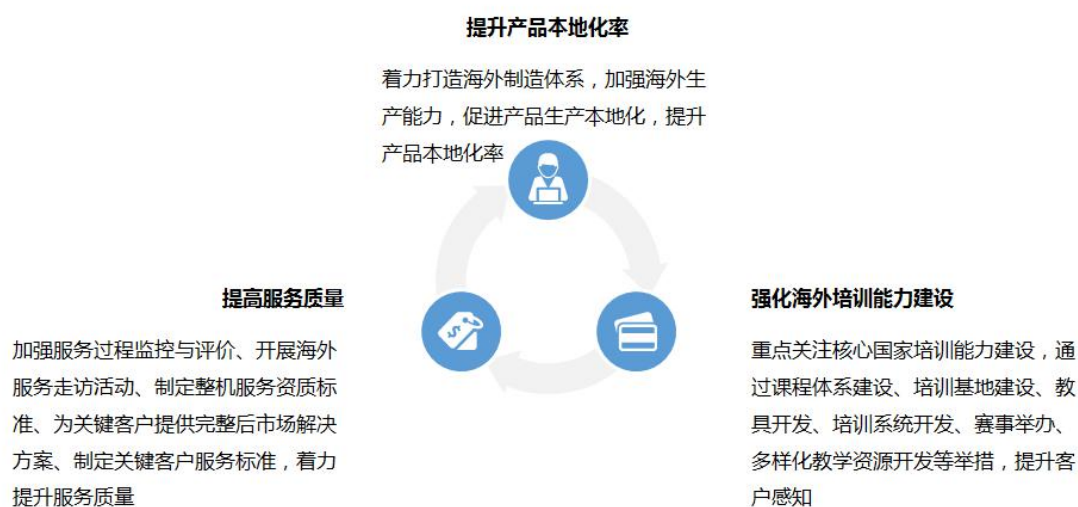 提升产品本地化率
着力打造海外制造体系，加强海外生
产能力，促进产品生产本地化，提升
产品本地化率
提高服务质量
加强服务过程监控与评价、开展海外
服务走访活动、制定整机服务资质标
准、为关键客户提供完整后市场解决
方案、制定关键客户服务标准，着力
提升服务质量
强化海外培训能力建设
重点关注核心国家培训能力建设，通
过课程体系建设、培训基地建设、教
具开发、培训系统开发、赛事举办、
多样化教学资源开发等举措，提升客
户感知